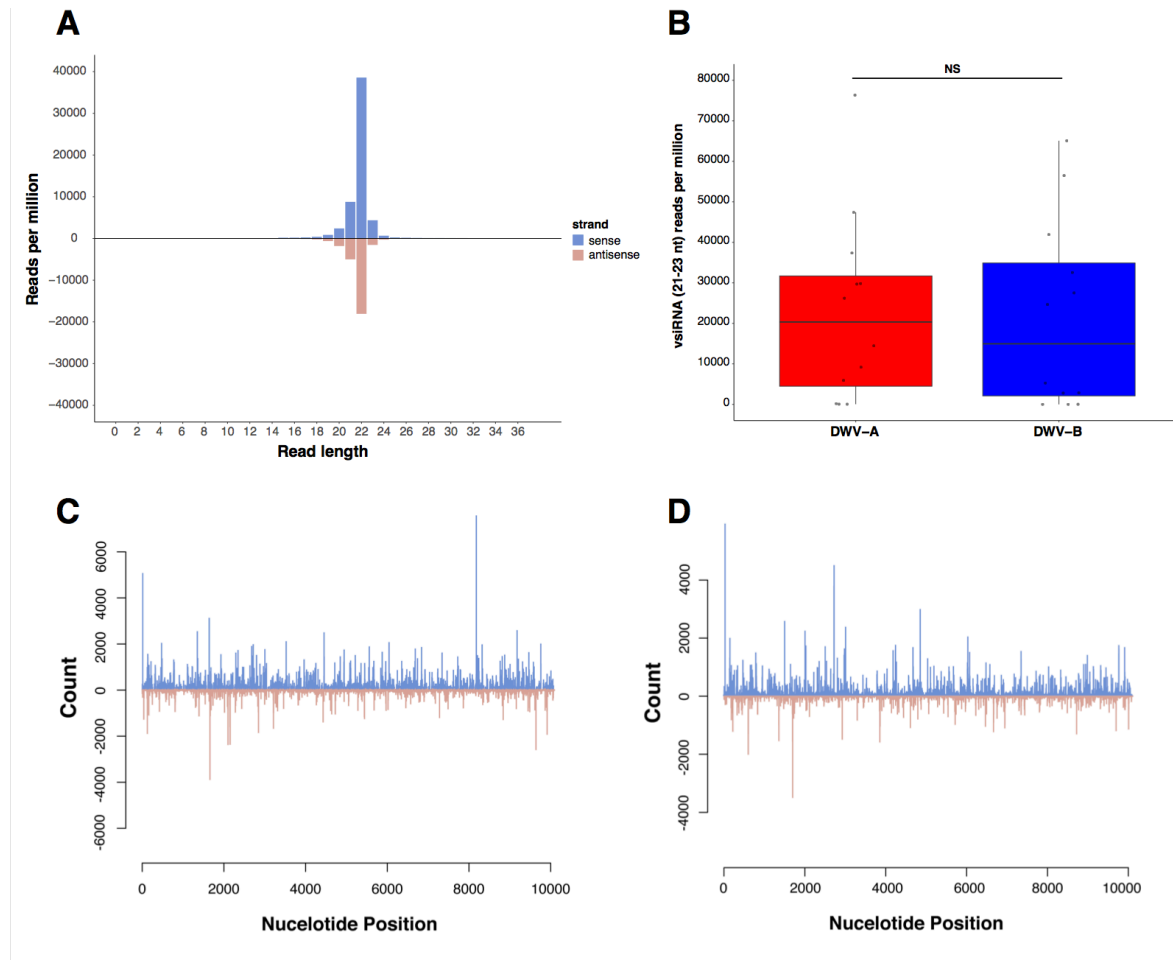 A
40000
30000
20000
10000
0
−10000
−20000
−30000
−40000
Reads per million
0 2 4 6 8 10 12 14 16 18 20 22 24 26 28 30 32 34 36
Read length
strand
sense
antisense
B
NS
80000
70000
60000
50000
40000
30000
20000
10000
0
vsiRNA (21-23 nt) reads per million
DWV−A DWV−B
C
6000
4000
2000
0
-2000
-4000
-6000
Count
0 2000 4000 6000 8000 10000
Nucelotide Position
D
4000
2000
0
-2000
-4000
Count
0 2000 4000 6000 8000 10000
Nucelotide Position